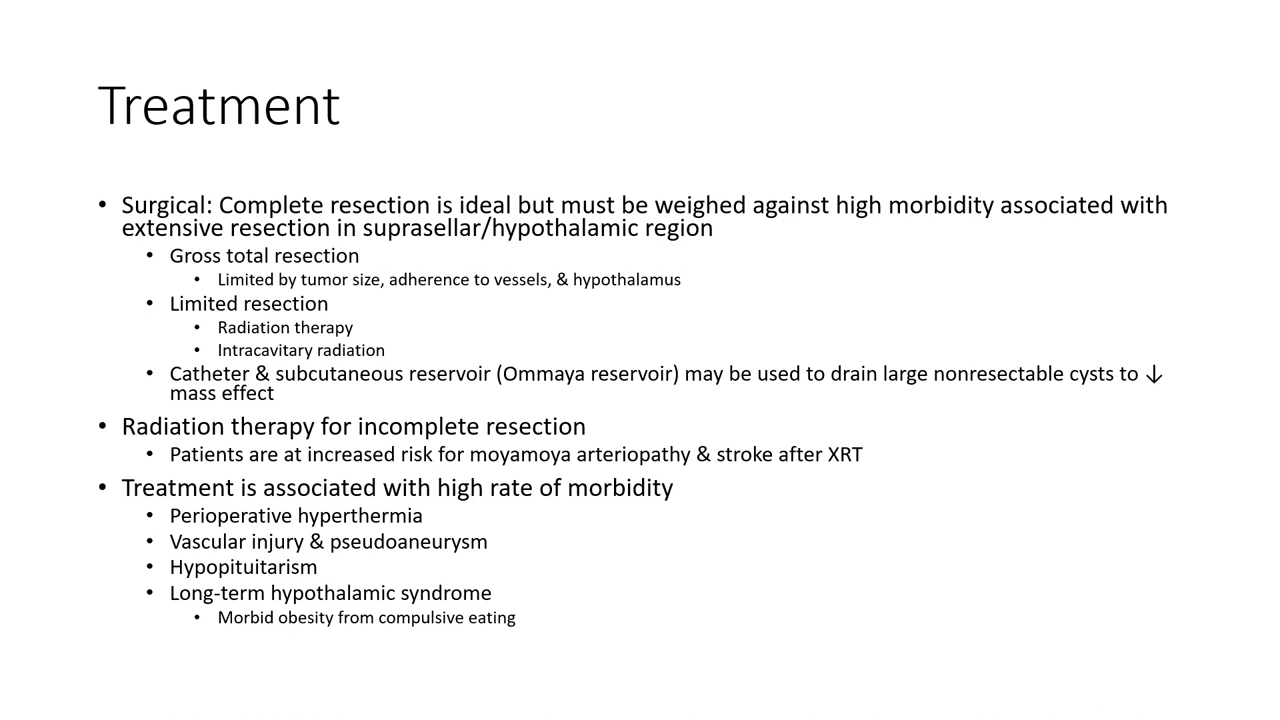 Treatment
• Surgical: Complete resection is ideal but must be weighed against high morbidity associated with
extensive resection in suprasellar/hypothalamic region
• Gross total resection
• Limited by tumor size, adherence to vessels, & hypothalamus
• Limited resection
• Radiation therapy
• Intracavitary radiation
• Catheter & subcutaneous reservoir (Ommaya reservoir) may be used to drain large nonresectable cysts to ↓
mass effect
• Radiation therapy for incomplete resection
• Patients are at increased risk for moyamoya arteriopathy & stroke after XRT
• Treatment is associated with high rate of morbidity
• Perioperative hyperthermia
• Vascular injury & pseudoaneurysm
• Hypopituitarism
• Long-term hypothalamic syndrome
• Morbid obesity from compulsive eating